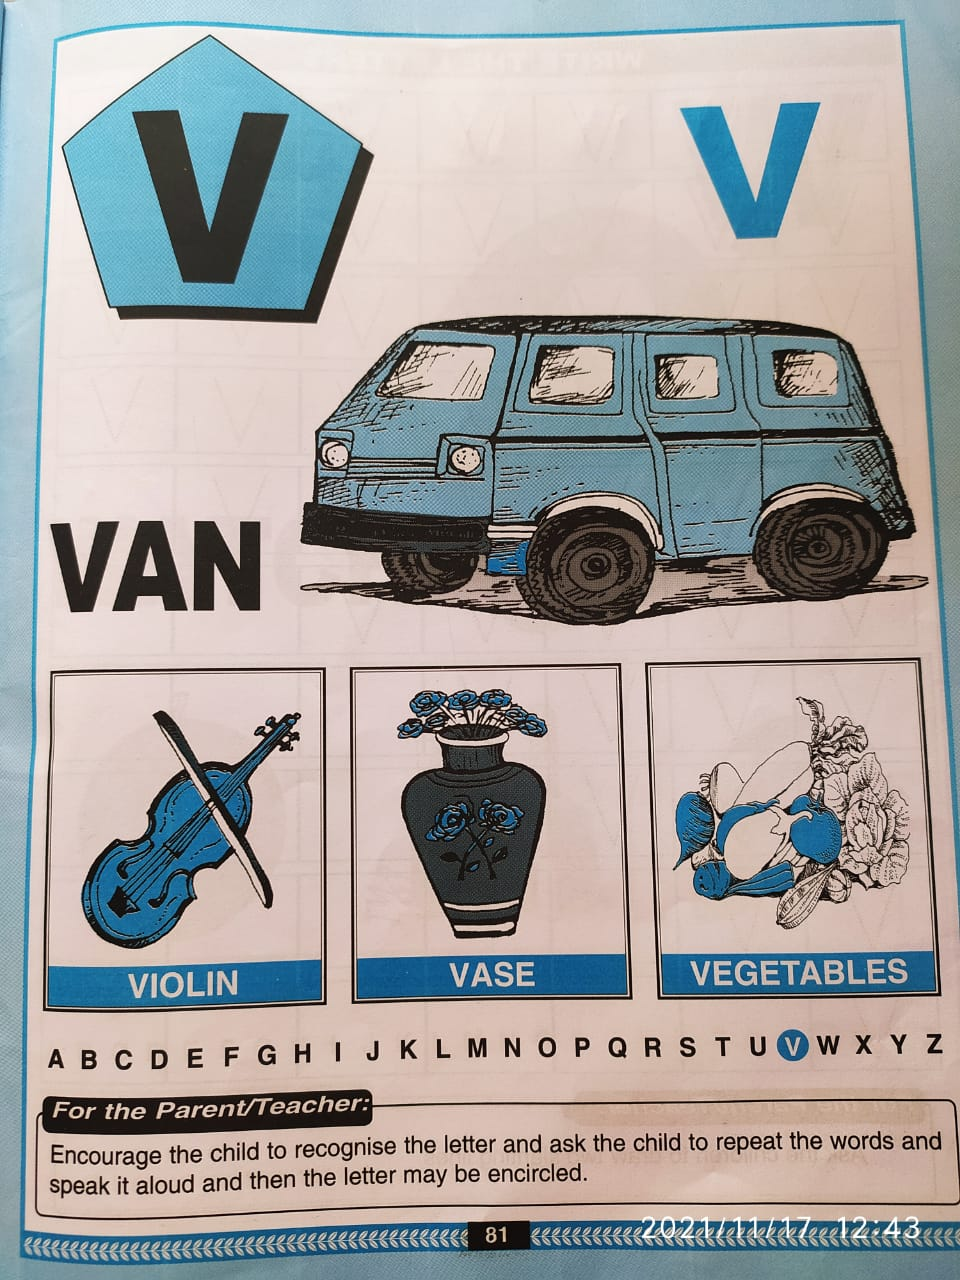 V
V
VAN
VIOLIN
VASE
VEGETABLES
A B C D E F G H I J K L M N O P Q R S T U V W X Y Z
For the Parent/Teacher:
Encourage the child to recognise the letter and ask the child to repeat the words and
speak it aloud and then the letter may be encircled.
81
2021/11/17 12:43